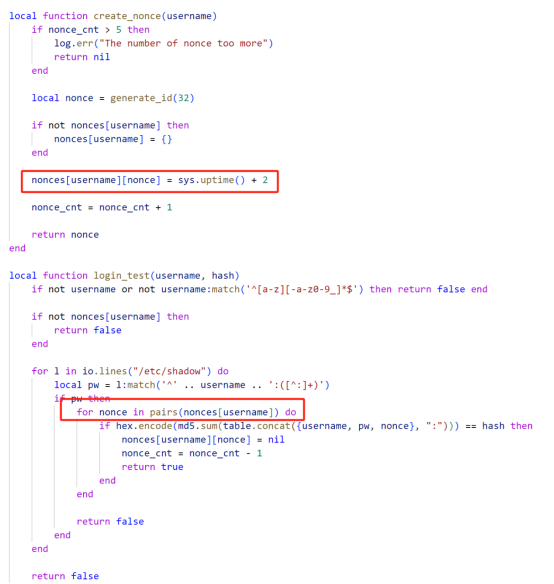 local function create_nonce(username)
if nonce_cnt > 5 then
log.err("The number of nonce too more")
return nil
end
local nonce = generate_id(32)
if not nonces[username] then
nonces[username] = {}
end
nonces[username][nonce] = sys.uptime() + 2
nonce_cnt = nonce_cnt + 1
return nonce
end
local function login_test(username, hash)
if not username or not username:match('^[a-z][-a-z0-9_]*$') then return false end
if not nonces[username] then
return false
end
for l in io.lines("/etc/shadow") do
local pw = l:match('^' .. username .. ':([^:]+)')
if pw then
for nonce in pairs(nonces[username]) do
if hex.encode(md5.sum(table.concat({username, pw, nonce}, ":"))) == hash then
nonces[username][nonce] = nil
nonce_cnt = nonce_cnt - 1
return true
end
end
return false
end
end
return false